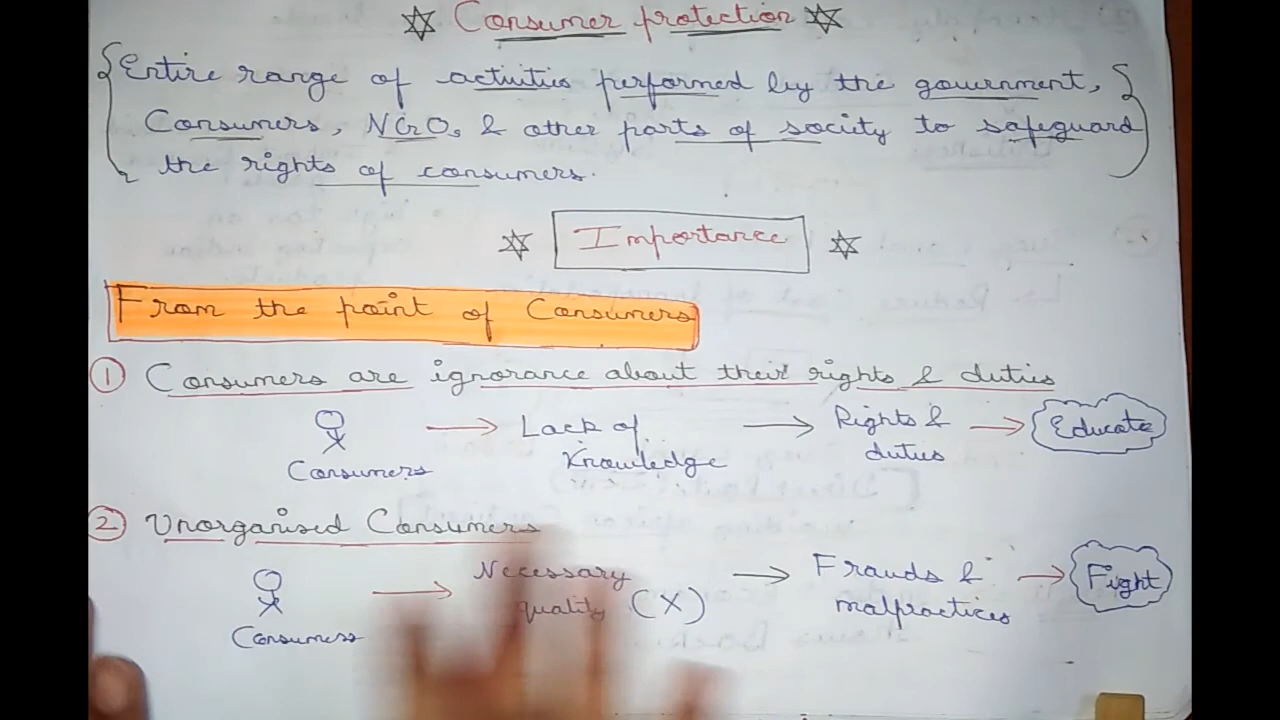 Consumer protection
Entire range of activities performed by the government,
Consumers, NGOs & other parts of society to safeguard
the rights of consumers.
Importance
From the point of Consumers
① Consumers are ignorance about their rights & duties
Consumers → Lack of Knowledge → Rights & duties → Educate
② Unorganised Consumers
Consumers → Necessary quality (X) → Frauds & malpractices → Fight